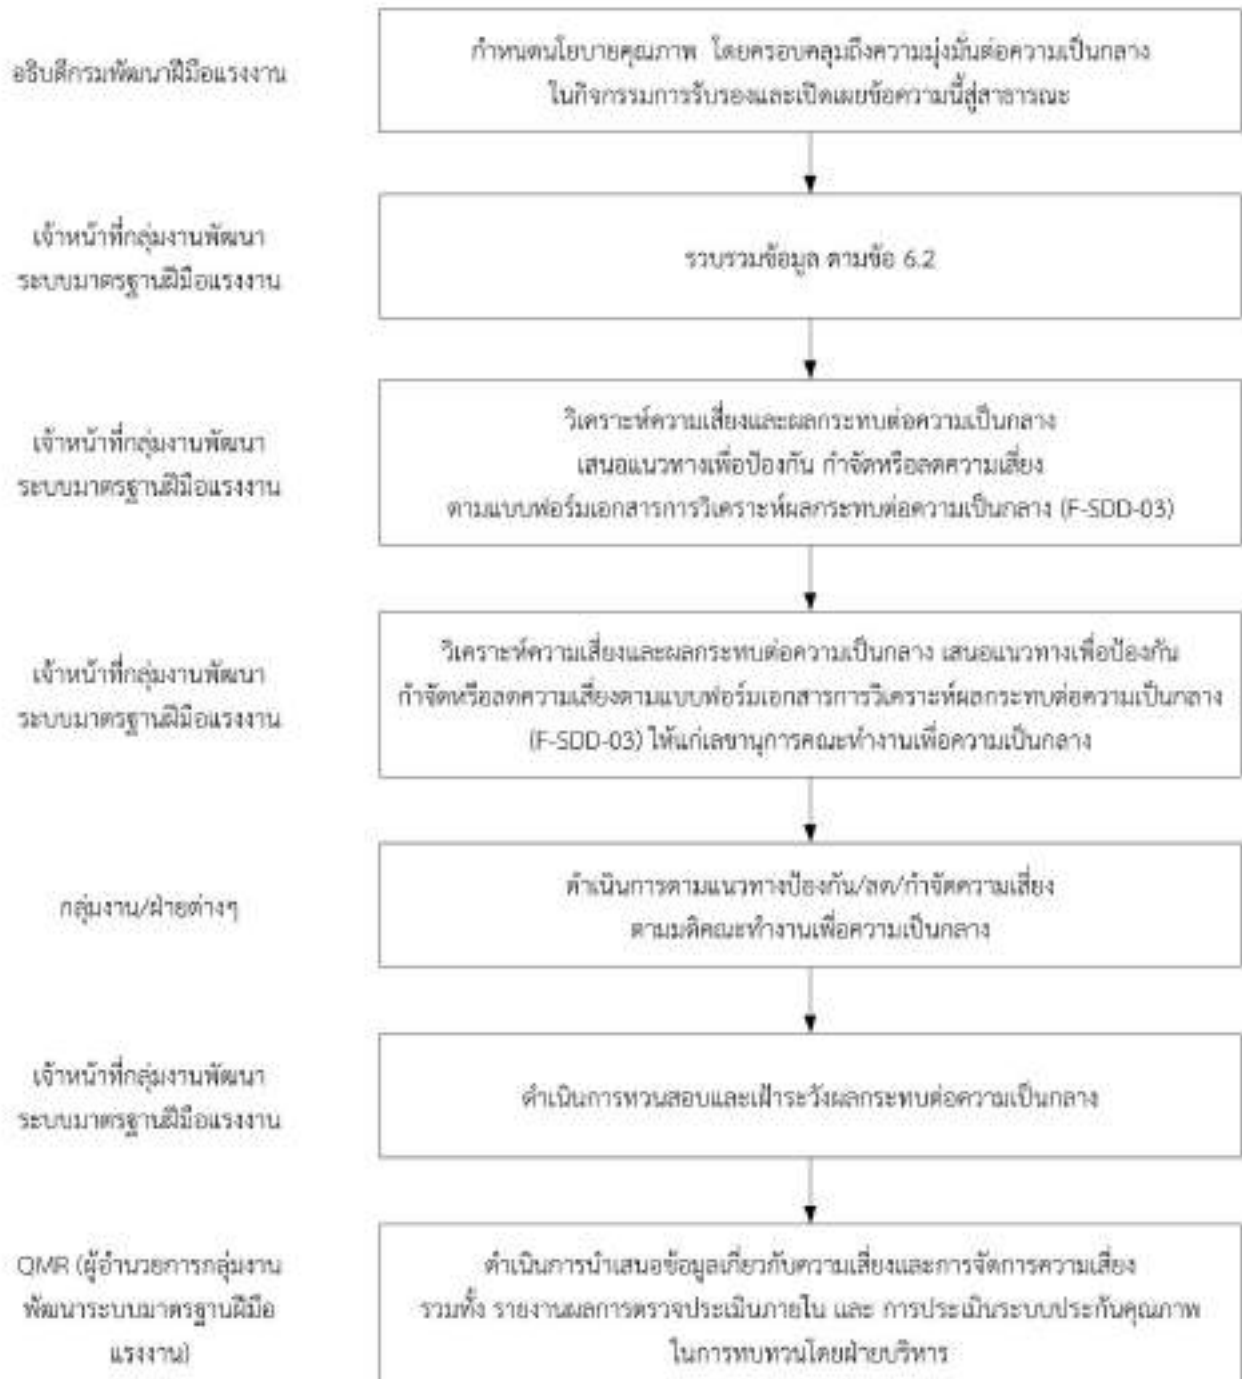 อธิบดีกรมพัฒนาฝีมือแรงงาน
กำหนดนโยบายคุณภาพ โดยครอบคลุมถึงความมุ่งมั่นต่อความเป็นกลาง
ในกิจกรรมการรับรองและเปิดเผยข้อความนี้สู่สาธารณะ
เจ้าหน้าที่กลุ่มงานพัฒนา
ระบบมาตรฐานฝีมือแรงงาน
รวบรวมข้อมูล ตามข้อ 6.2
เจ้าหน้าที่กลุ่มงานพัฒนา
ระบบมาตรฐานฝีมือแรงงาน
วิเคราะห์ความเสี่ยงและผลกระทบต่อความเป็นกลาง
เสนอแนวทางเพื่อป้องกัน กำจัดหรือลดความเสี่ยง
ตามแบบฟอร์มเอกสารการวิเคราะห์ผลกระทบต่อความเป็นกลาง (F-SDD-03)
เจ้าหน้าที่กลุ่มงานพัฒนา
ระบบมาตรฐานฝีมือแรงงาน
วิเคราะห์ความเสี่ยงและผลกระทบต่อความเป็นกลาง เสนอแนวทางเพื่อป้องกัน
กำจัดหรือลดความเสี่ยงตามแบบฟอร์มเอกสารการวิเคราะห์ผลกระทบต่อความเป็นกลาง
(F-SDD-03) ให้แก่เลขานุการคณะทำงานเพื่อความเป็นกลาง
กลุ่มงาน/ฝ่ายต่างๆ
ดำเนินการตามแนวทางป้องกัน/ลด/กำจัดความเสี่ยง
ตามมติคณะทำงานเพื่อความเป็นกลาง
เจ้าหน้าที่กลุ่มงานพัฒนา
ระบบมาตรฐานฝีมือแรงงาน
ดำเนินการทวนสอบและเฝ้าระวังผลกระทบต่อความเป็นกลาง
QMR (ผู้อำนวยการกลุ่มงาน
พัฒนาระบบมาตรฐานฝีมือ
แรงงาน)
ดำเนินการนำเสนอข้อมูลเกี่ยวกับความเสี่ยงและการจัดการความเสี่ยง
รวมทั้ง รายงานผลการตรวจประเมินภายใน และ การประเมินระบบประกันคุณภาพ
ในการทบทวนโดยฝ่ายบริหาร